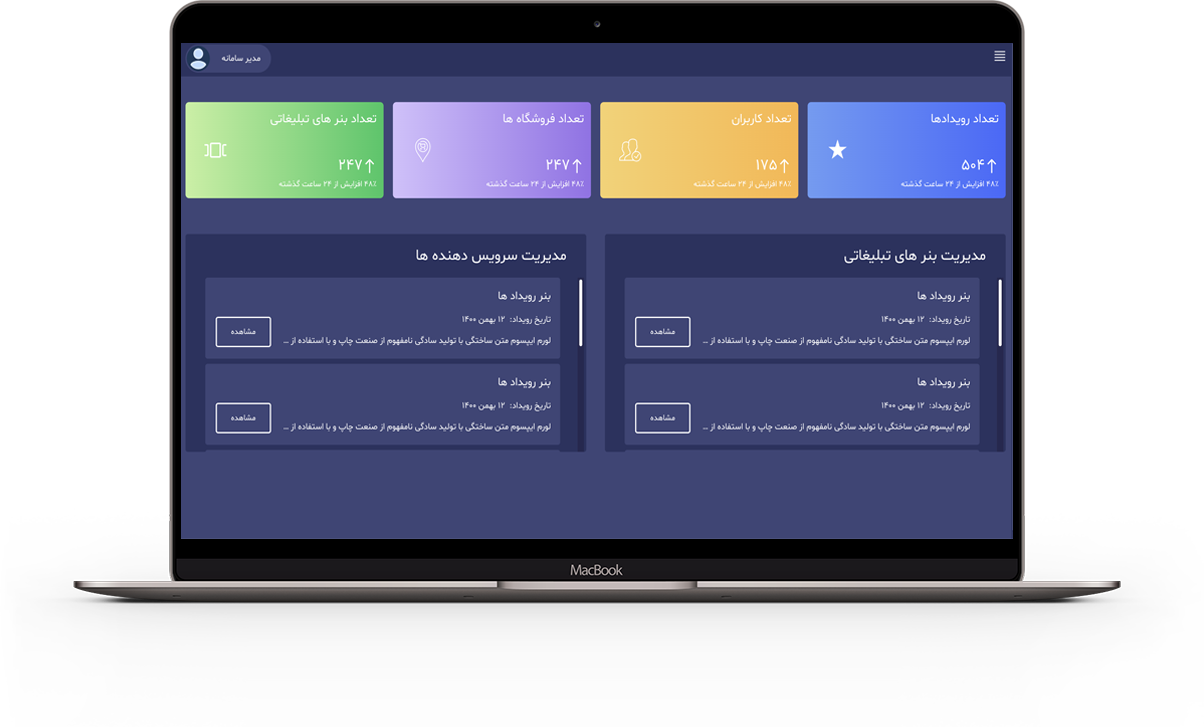 مدیر سامانه
تعداد رویدادها
۵۰۴
۴۸٪ افزایش از ۲۴ ساعت گذشته
تعداد کاربران
۱۷۵
۴۸٪ افزایش از ۲۴ ساعت گذشته
تعداد فروشگاه ها
۲۴۷
۴۸٪ افزایش از ۲۴ ساعت گذشته
تعداد بنر های تبلیغاتی
۲۴۷
۴۸٪ افزایش از ۲۴ ساعت گذشته
مدیریت بنر های تبلیغاتی
بنر رویداد ها
تاریخ رویداد: ۱۲ بهمن ۱۴۰۰
لورم ایپسوم متن ساختگی با تولید سادگی نامفهوم از صنعت چاپ و با استفاده از ...
مشاهده
بنر رویداد ها
تاریخ رویداد: ۱۲ بهمن ۱۴۰۰
لورم ایپسوم متن ساختگی با تولید سادگی نامفهوم از صنعت چاپ و با استفاده از ...
مشاهده
مدیریت سرویس دهنده ها
بنر رویداد ها
تاریخ رویداد: ۱۲ بهمن ۱۴۰۰
لورم ایپسوم متن ساختگی با تولید سادگی نامفهوم از صنعت چاپ و با استفاده از ...
مشاهده
بنر رویداد ها
تاریخ رویداد: ۱۲ بهمن ۱۴۰۰
لورم ایپسوم متن ساختگی با تولید سادگی نامفهوم از صنعت چاپ و با استفاده از ...
مشاهده
MacBook